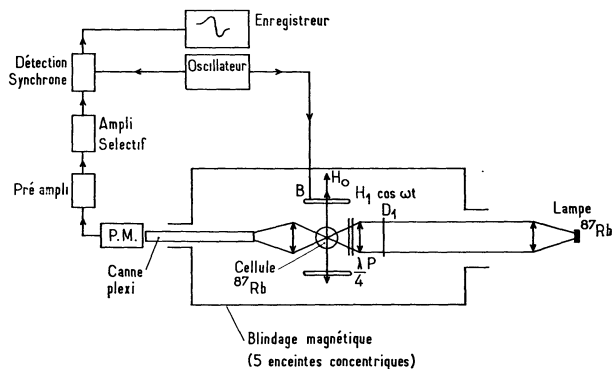 Enregistreur
Détection
Synchrone
Oscillateur
Ampli
Selectif
Pré ampli
P.M.
Canne
plexi
B
H₀
H₁ cos ωt
D₁
Lampe
⁸⁷Rb
Cellule
⁸⁷Rb
λ/4
P
Blindage magnétique
(5 enceintes concentriques)